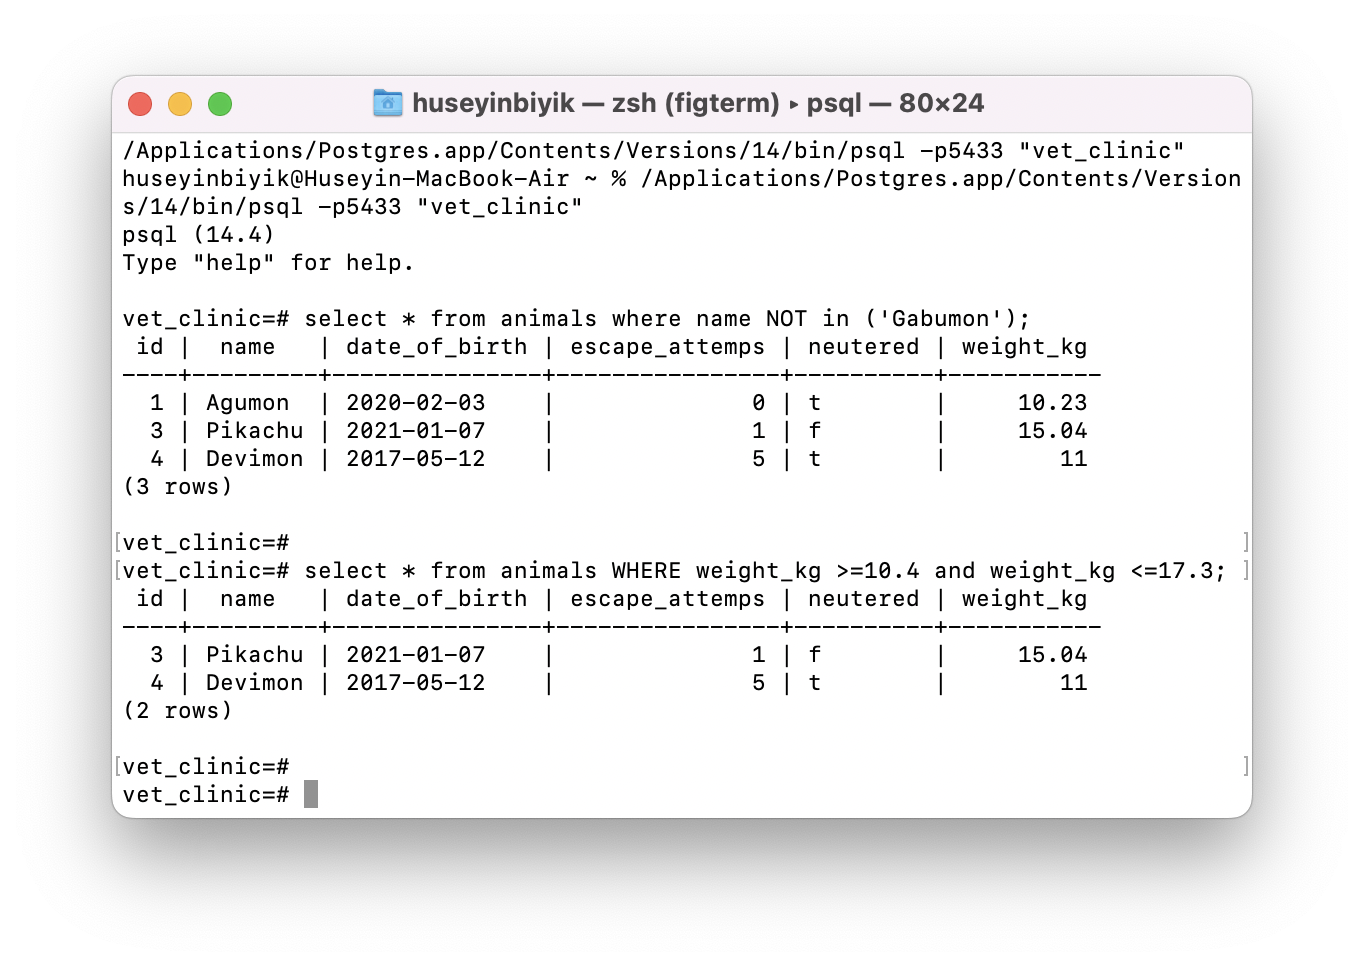 huseyinbiyik — zsh (figterm) ▸ psql — 80×24
/Applications/Postgres.app/Contents/Versions/14/bin/psql -p5433 "vet_clinic"
huseyinbiyik@Huseyin-MacBook-Air ~ % /Applications/Postgres.app/Contents/Version
s/14/bin/psql -p5433 "vet_clinic"
psql (14.4)
Type "help" for help.

vet_clinic=# select * from animals where name NOT in ('Gabumon');
 id |  name   | date_of_birth | escape_attemps | neutered | weight_kg
----+---------+---------------+----------------+----------+-----------
  1 | Agumon  | 2020-02-03    |              0 | t        |     10.23
  3 | Pikachu | 2021-01-07    |              1 | f        |     15.04
  4 | Devimon | 2017-05-12    |              5 | t        |        11
(3 rows)

[vet_clinic=# ]
[vet_clinic=# select * from animals WHERE weight_kg >=10.4 and weight_kg <=17.3; ]
 id |  name   | date_of_birth | escape_attemps | neutered | weight_kg
----+---------+---------------+----------------+----------+-----------
  3 | Pikachu | 2021-01-07    |              1 | f        |     15.04
  4 | Devimon | 2017-05-12    |              5 | t        |        11
(2 rows)

[vet_clinic=# ]
vet_clinic=#